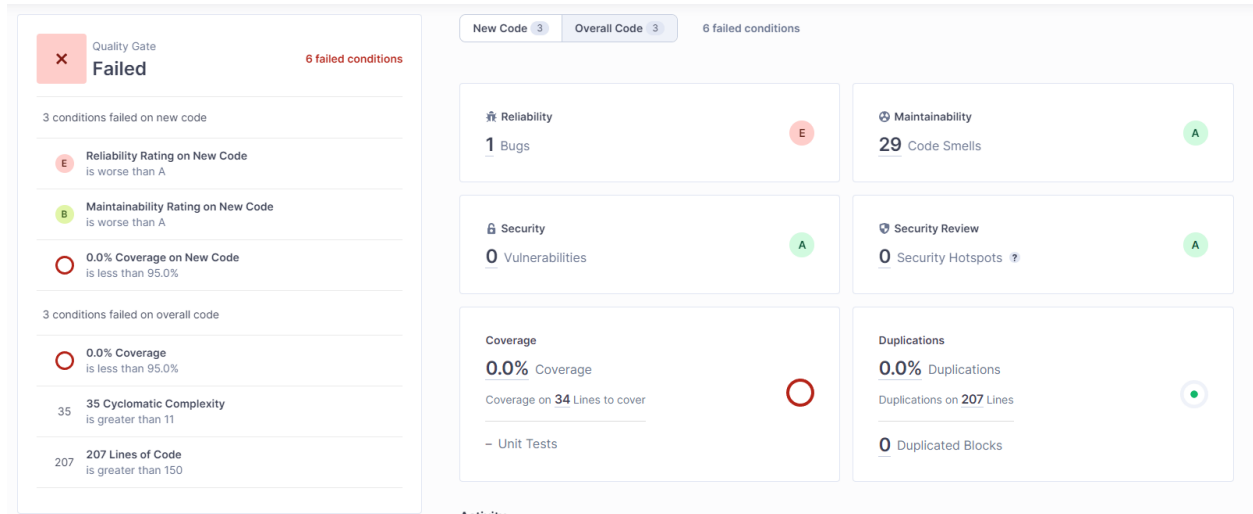 Quality Gate
Failed
6 failed conditions
3 conditions failed on new code
E
Reliability Rating on New Code
is worse than A
B
Maintainability Rating on New Code
is worse than A
0.0% Coverage on New Code
is less than 95.0%
3 conditions failed on overall code
0.0% Coverage
is less than 95.0%
35
35 Cyclomatic Complexity
is greater than 11
207
207 Lines of Code
is greater than 150
New Code 3
Overall Code 3
6 failed conditions
Reliability
1 Bugs
E
Maintainability
29 Code Smells
A
Security
0 Vulnerabilities
A
Security Review
0 Security Hotspots ?
A
Coverage
0.0% Coverage
Coverage on 34 Lines to cover
– Unit Tests
Duplications
0.0% Duplications
Duplications on 207 Lines
0 Duplicated Blocks
Activity